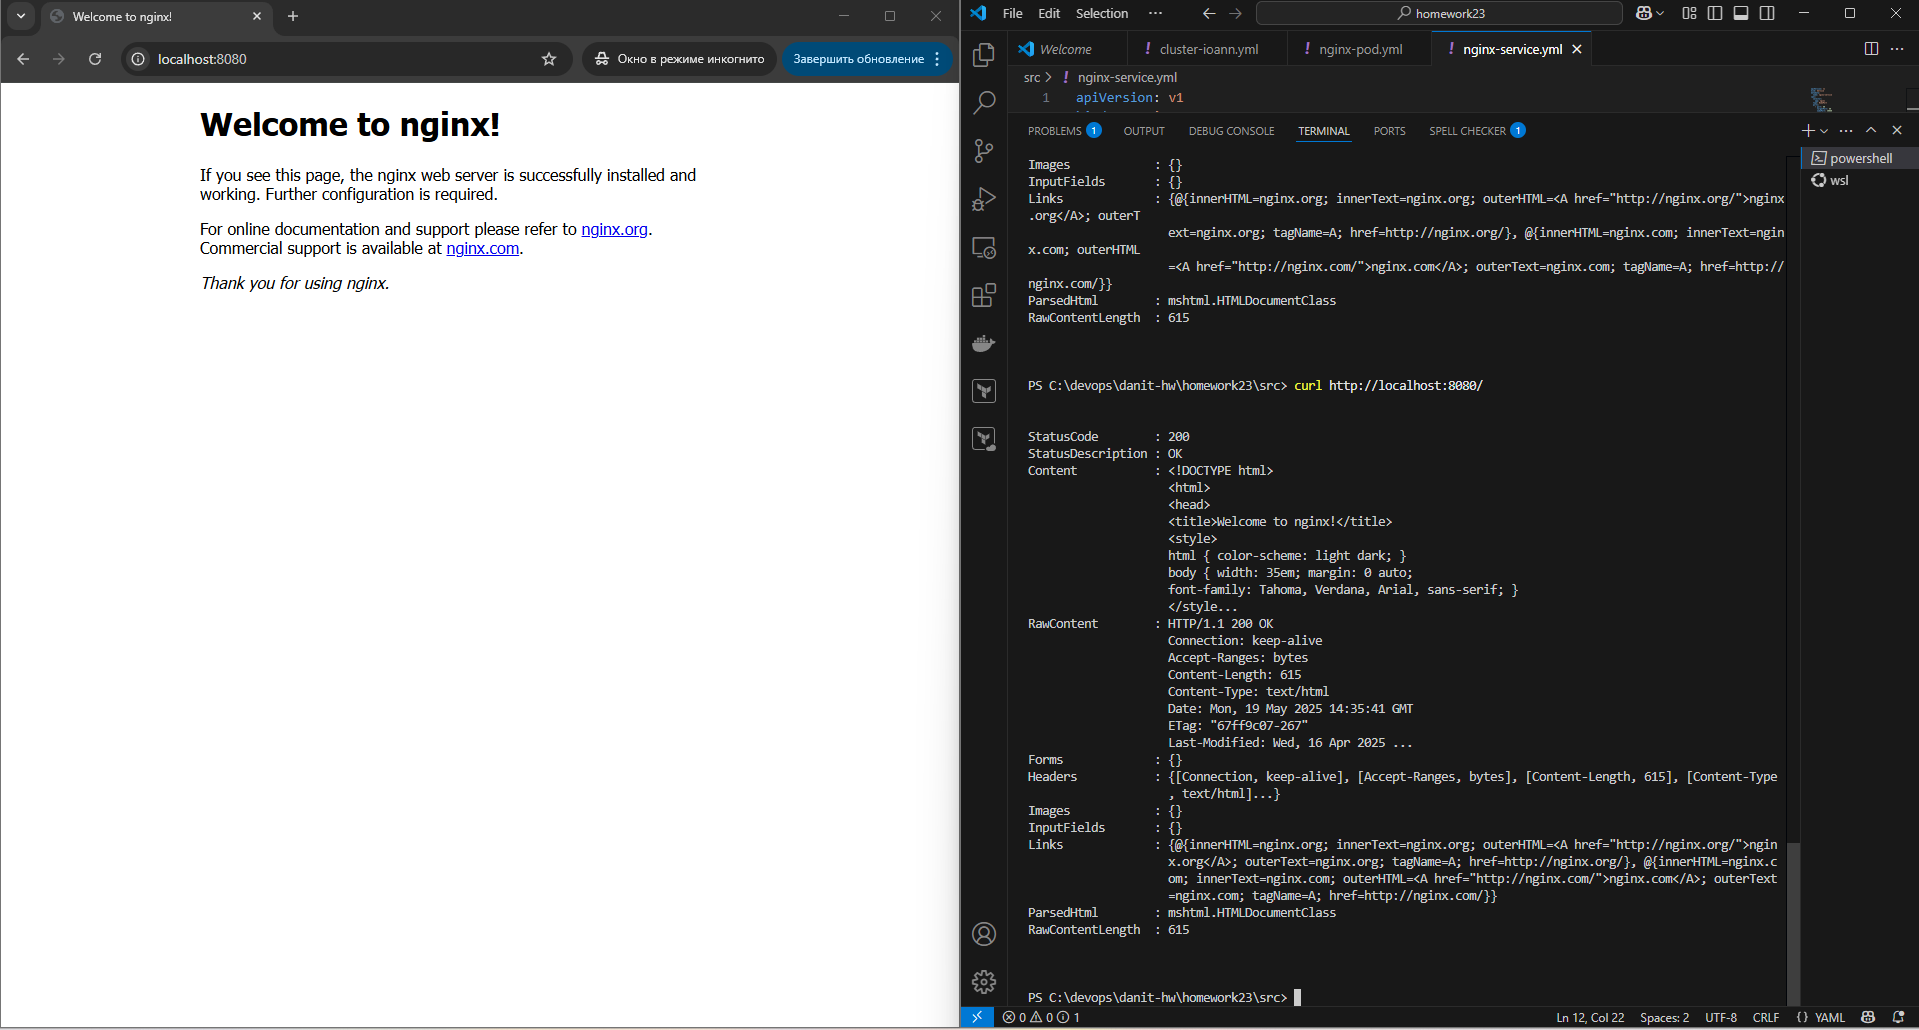 Welcome to nginx!
localhost:8080
Окно в режиме инкогнито
Завершить обновление
Welcome to nginx!
If you see this page, the nginx web server is successfully installed and
working. Further configuration is required.
For online documentation and support please refer to nginx.org.
Commercial support is available at nginx.com.
Thank you for using nginx.
File Edit Selection ···
homework23
Welcome
! cluster-ioann.yml
! nginx-pod.yml
! nginx-service.yml
src > ! nginx-service.yml
1 apiVersion: v1
PROBLEMS 1 OUTPUT DEBUG CONSOLE TERMINAL PORTS SPELL CHECKER 1
powershell
wsl
Images : {}
InputFields : {}
Links : {@{innerHTML=nginx.org; innerText=nginx.org; outerHTML=<A href="http://nginx.org/">nginx
.org</A>; outerT
ext=nginx.org; tagName=A; href=http://nginx.org/}, @{innerHTML=nginx.com; innerText=ngin
x.com; outerHTML
=<A href="http://nginx.com/">nginx.com</A>; outerText=nginx.com; tagName=A; href=http://
nginx.com/}}
ParsedHtml : mshtml.HTMLDocumentClass
RawContentLength : 615
PS C:\devops\danit-hw\homework23\src> curl http://localhost:8080/
StatusCode : 200
StatusDescription : OK
Content : <!DOCTYPE html>
<html>
<head>
<title>Welcome to nginx!</title>
<style>
html { color-scheme: light dark; }
body { width: 35em; margin: 0 auto;
font-family: Tahoma, Verdana, Arial, sans-serif; }
</style...
RawContent : HTTP/1.1 200 OK
Connection: keep-alive
Accept-Ranges: bytes
Content-Length: 615
Content-Type: text/html
Date: Mon, 19 May 2025 14:35:41 GMT
ETag: "67ff9c07-267"
Last-Modified: Wed, 16 Apr 2025 ...
Forms : {}
Headers : {[Connection, keep-alive], [Accept-Ranges, bytes], [Content-Length, 615], [Content-Type
, text/html]...}
Images : {}
InputFields : {}
Links : {@{innerHTML=nginx.org; innerText=nginx.org; outerHTML=<A href="http://nginx.org/">ngin
x.org</A>; outerText=nginx.org; tagName=A; href=http://nginx.org/}, @{innerHTML=nginx.c
om; innerText=nginx.com; outerHTML=<A href="http://nginx.com/">nginx.com</A>; outerText
=nginx.com; tagName=A; href=http://nginx.com/}}
ParsedHtml : mshtml.HTMLDocumentClass
RawContentLength : 615
PS C:\devops\danit-hw\homework23\src>
0 0 1
Ln 12, Col 22 Spaces: 2 UTF-8 CRLF {} YAML